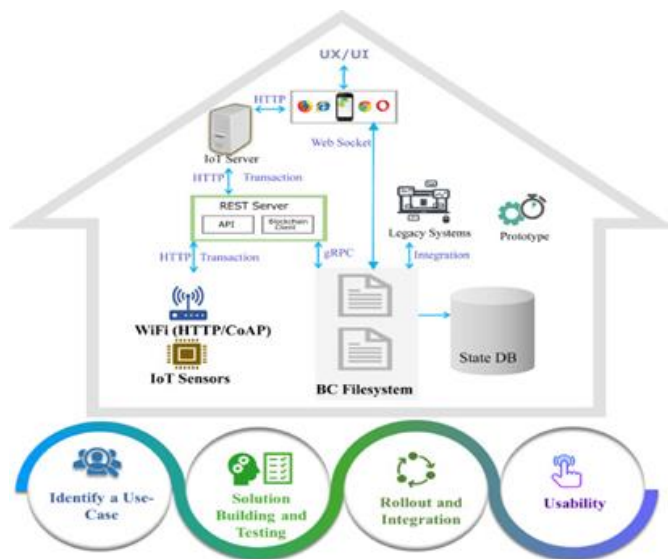 UX/UI
HTTP
Web Socket
IoT Server
HTTP Transaction
REST Server
API
Blockchain
Client
Legacy Systems
Prototype
HTTP Transaction
gRPC
Integration
WiFi (HTTP/CoAP)
IoT Sensors
BC Filesystem
State DB
Identify a Use-
Case
Solution
Building and
Testing
Rollout and
Integration
Usability